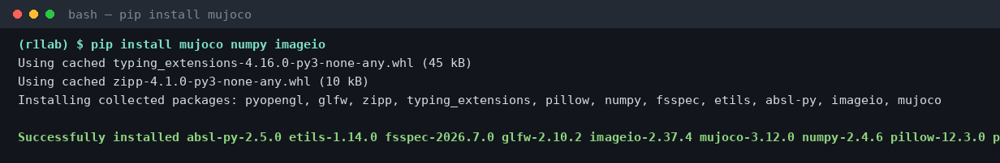 bash — pip install mujoco
(r1lab) $ pip install mujoco numpy imageio
Using cached typing_extensions-4.16.0-py3-none-any.whl (45 kB)
Using cached zipp-4.1.0-py3-none-any.whl (10 kB)
Installing collected packages: pyopengl, glfw, zipp, typing_extensions, pillow, numpy, fsspec, etils, absl-py, imageio, mujoco
Successfully installed absl-py-2.5.0 etils-1.14.0 fsspec-2026.7.0 glfw-2.10.2 imageio-2.37.4 mujoco-3.12.0 numpy-2.4.6 pillow-12.3.0